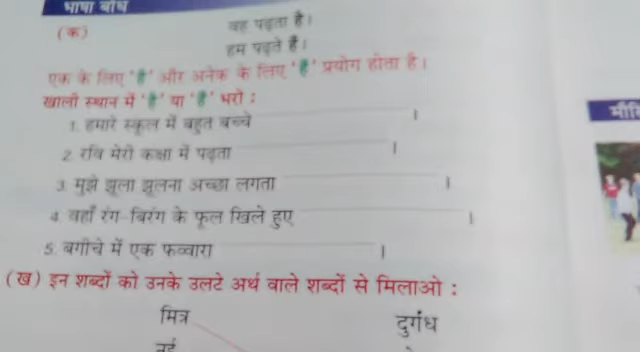 भाषा बोध
(क) वह पढ़ता है।
हम पढ़ते हैं।
एक के लिए 'है' और अनेक के लिए 'हैं' प्रयोग होता है।
खाली स्थान में 'है' या 'हैं' भरो :
1. हमारे स्कूल में बहुत बच्चे ।
2. रवि मेरी कक्षा में पढ़ता ।
3. मुझे झूला झूलना अच्छा लगता ।
4. वहाँ रंग-बिरंग के फूल खिले हुए ।
5. बगीचे में एक फव्वारा ।
(ख) इन शब्दों को उनके उलटे अर्थ वाले शब्दों से मिलाओ :
मित्र दुर्गंध